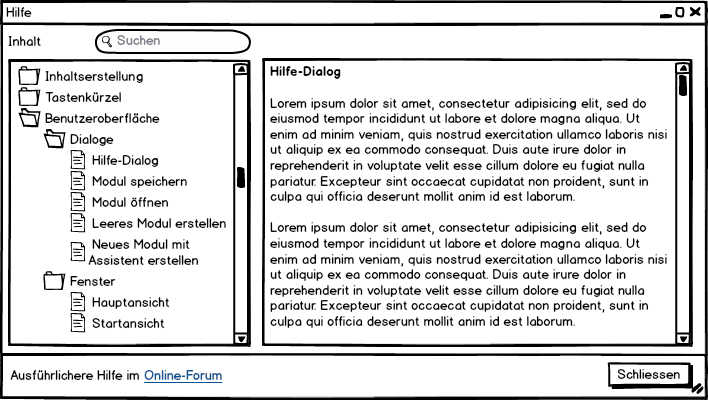 Hilfe
Inhalt
Suchen
Inhaltserstellung
Tastenkürzel
Benutzeroberfläche
Dialoge
Hilfe-Dialog
Modul speichern
Modul öffnen
Leeres Modul erstellen
Neues Modul mit
Assistent erstellen
Fenster
Hauptansicht
Startansicht
Hilfe-Dialog
Lorem ipsum dolor sit amet, consectetur adipisicing elit, sed do
eiusmod tempor incididunt ut labore et dolore magna aliqua. Ut
enim ad minim veniam, quis nostrud exercitation ullamco laboris nisi
ut aliquip ex ea commodo consequat. Duis aute irure dolor in
reprehenderit in voluptate velit esse cillum dolore eu fugiat nulla
pariatur. Excepteur sint occaecat cupidatat non proident, sunt in
culpa qui officia deserunt mollit anim id est laborum.
Lorem ipsum dolor sit amet, consectetur adipisicing elit, sed do
eiusmod tempor incididunt ut labore et dolore magna aliqua. Ut
enim ad minim veniam, quis nostrud exercitation ullamco laboris nisi
ut aliquip ex ea commodo consequat. Duis aute irure dolor in
reprehenderit in voluptate velit esse cillum dolore eu fugiat nulla
pariatur. Excepteur sint occaecat cupidatat non proident, sunt in
culpa qui officia deserunt mollit anim id est laborum.
Ausführlichere Hilfe im Online-Forum
Schliessen